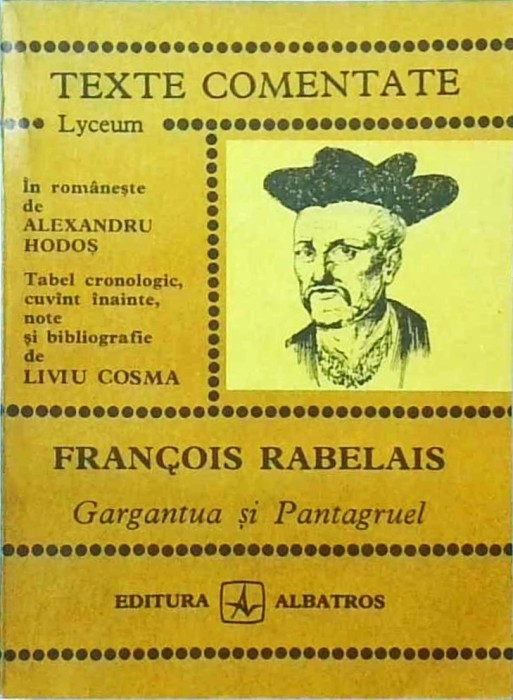 TEXTE COMENTATE
Lyceum
În românește
de
ALEXANDRU
HODOȘ
Tabel cronologic,
cuvînt înainte,
note
și bibliografie
de
LIVIU COSMA
FRANÇOIS RABELAIS
Gargantua și Pantagruel
EDITURA ALBATROS